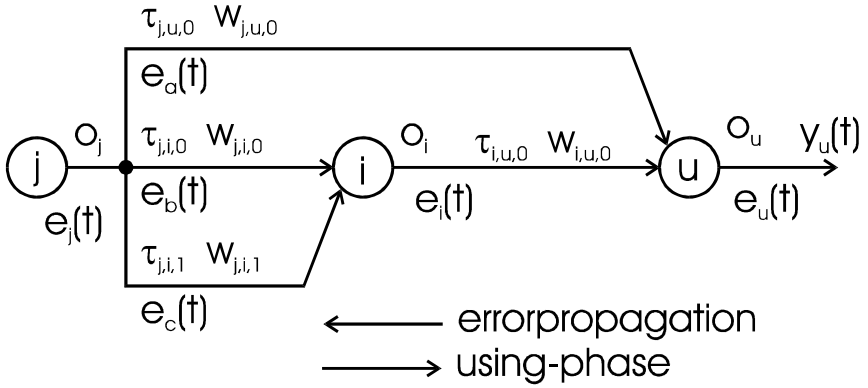 τj,u,0 wj,u,0
ea(t)
oj τj,i,0 wj,i,0 oi τi,u,0 wi,u,0 ou yu(t)
j i u
ej(t) eb(t) ei(t) eu(t)
τj,i,1 wj,i,1
ec(t)
errorpropagation
using-phase